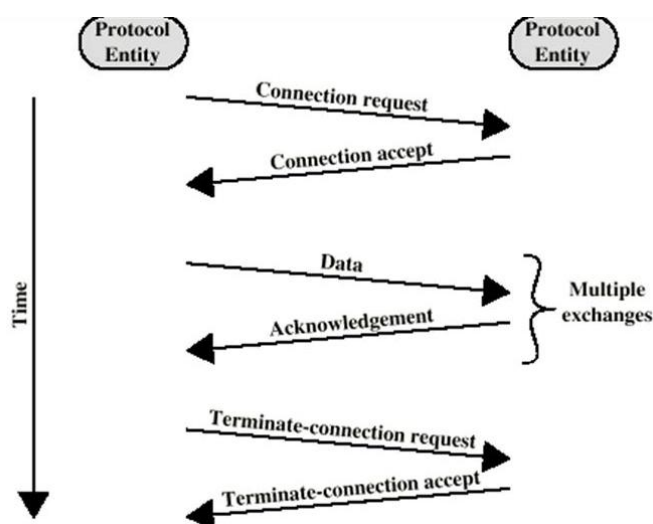 Protocol
Entity
Protocol
Entity
Connection request
Connection accept
Data
Acknowledgement
Multiple
exchanges
Time
Terminate-connection request
Terminate-connection accept